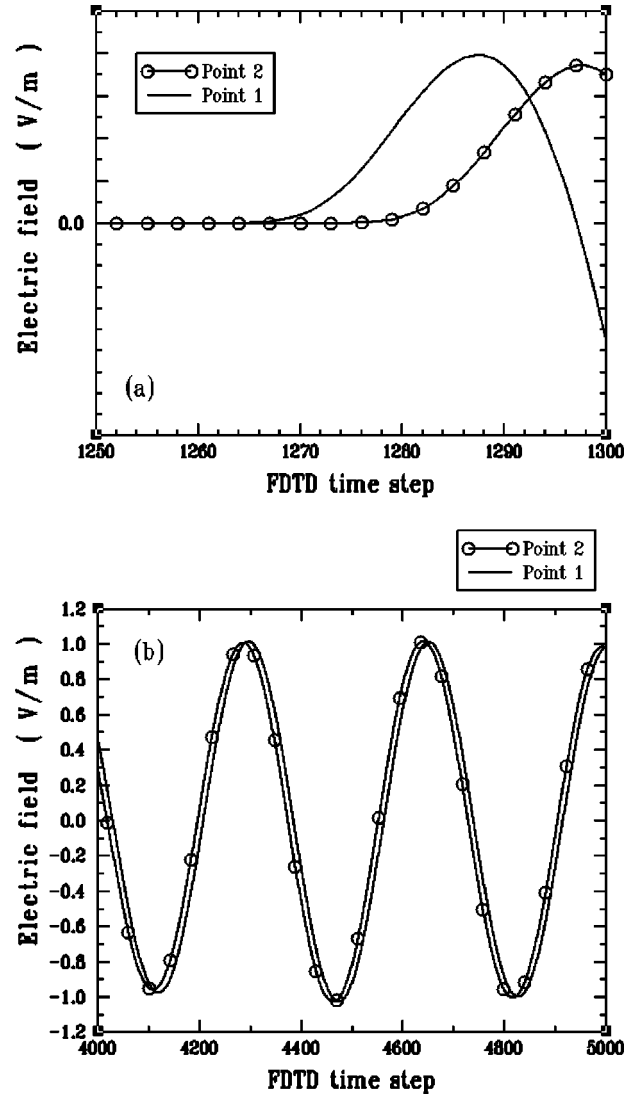 Point 2
Point 1
Electric field ( V/m )
0.0
(a)
1250 1260 1270 1280 1290 1300
FDTD time step
Point 2
Point 1
Electric field ( V/m )
1.2
1.0
0.8
0.6
0.4
0.2
0.0
-0.2
-0.4
-0.6
-0.8
-1.0
-1.2
(b)
4000 4200 4400 4600 4800 5000
FDTD time step